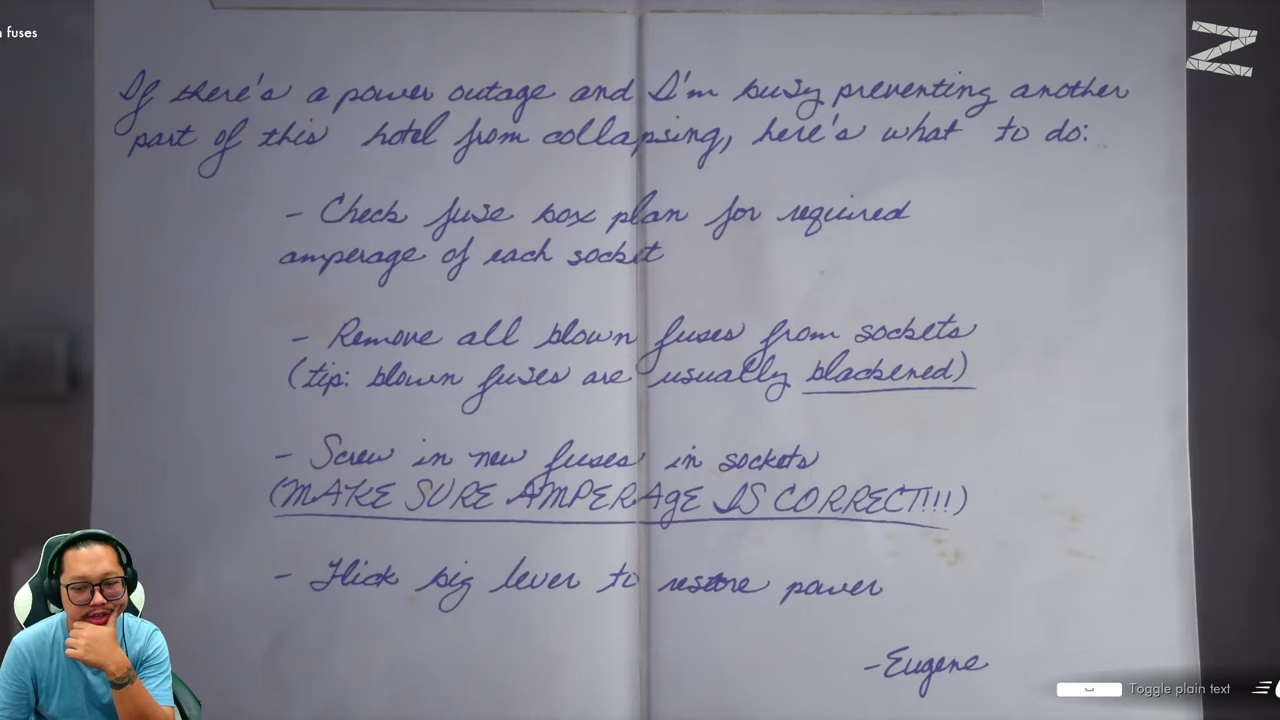 n fuses
If there's a power outage and I'm busy preventing another
part of this hotel from collapsing, here's what to do:
- Check fuse box plan for required
amperage of each socket
- Remove all blown fuses from sockets
(tip: blown fuses are usually blackened)
- Screw in new fuses in sockets
(MAKE SURE AMPERAGE IS CORRECT!!!)
- Flick big lever to restore power
-Eugene
Toggle plain text